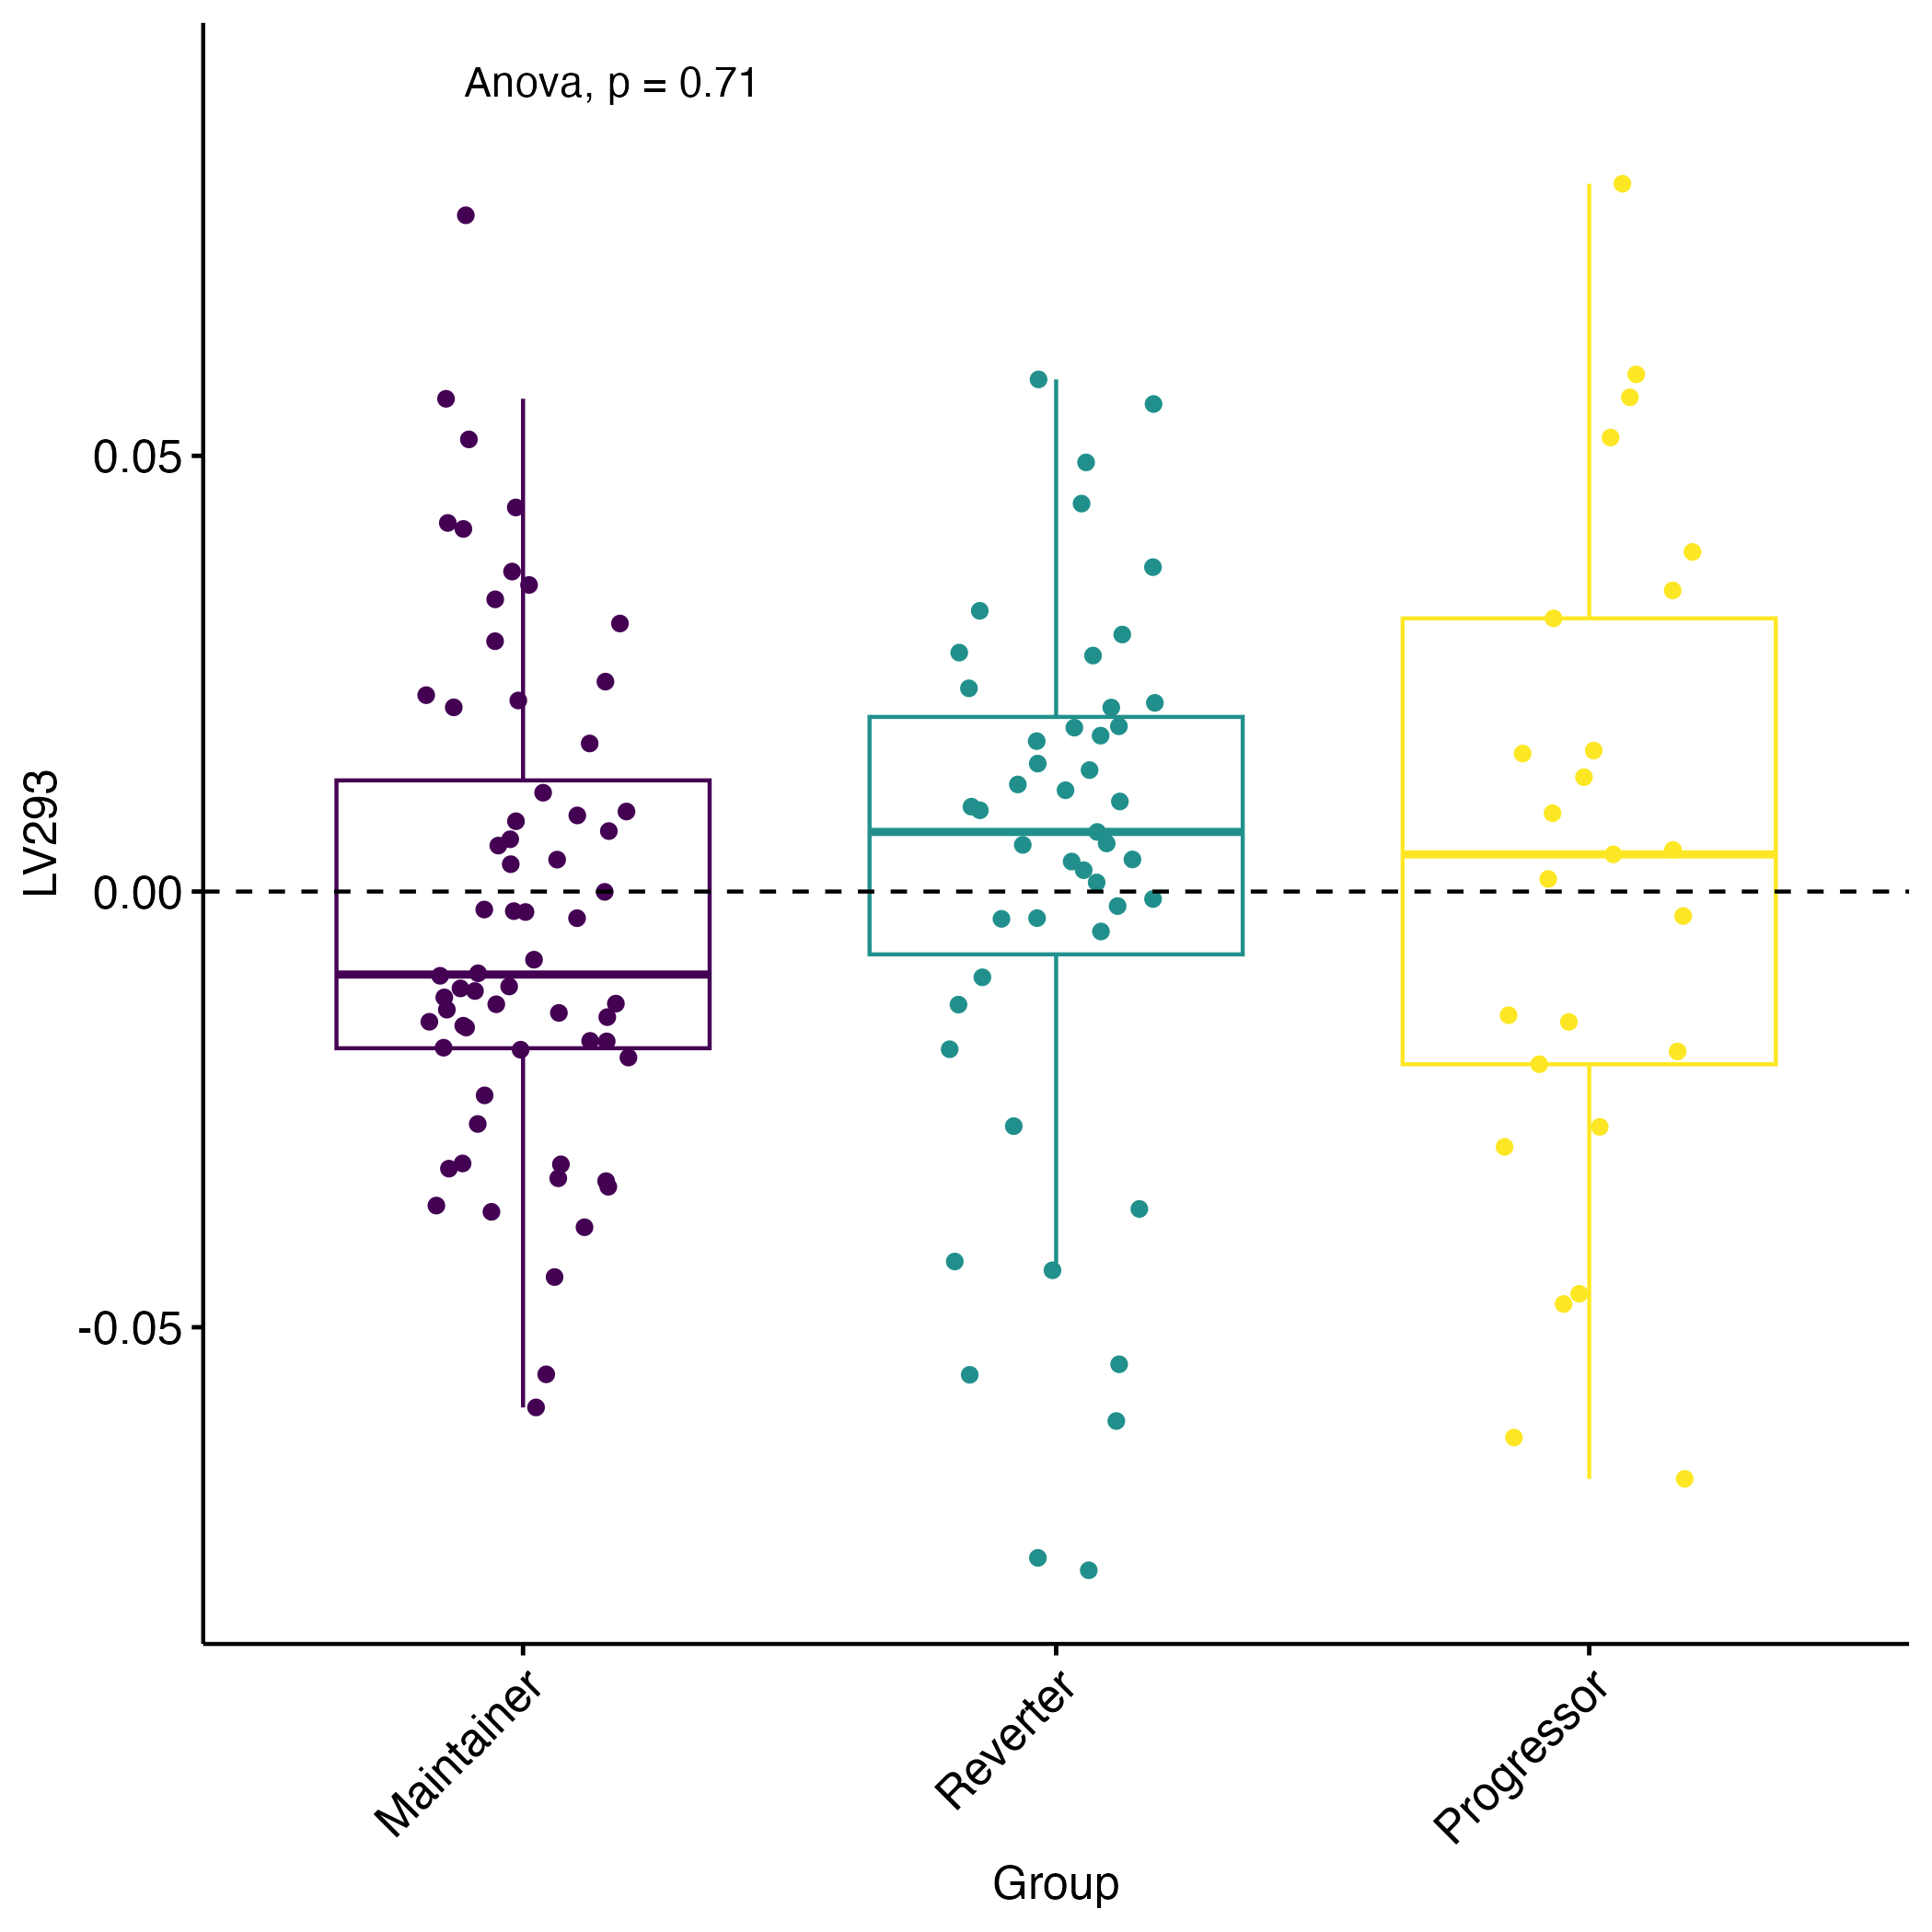 Anova, p = 0.71
LV293
0.05
0.00
-0.05
Maintainer
Reverter
Progressor
Group